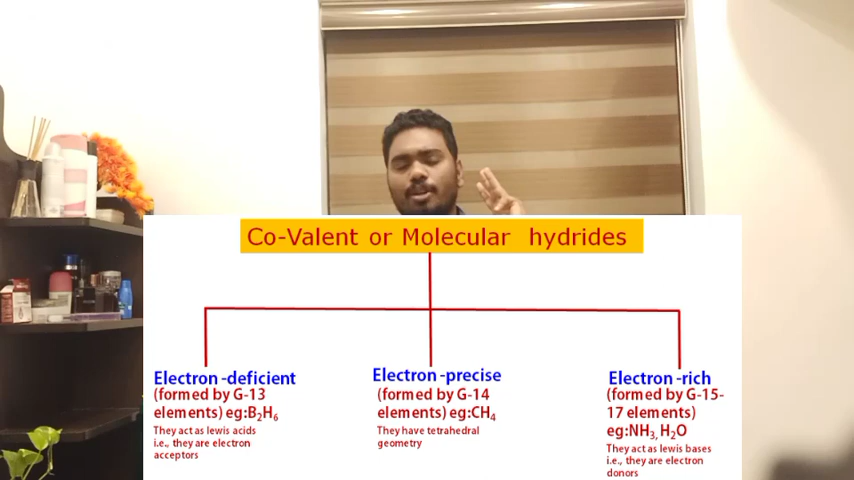 Co-Valent or Molecular hydrides
Electron-deficient
(formed by G-13
elements) eg:B₂H₆
They act as lewis acids
i.e., they are electron
acceptors
Electron-precise
(formed by G-14
elements) eg:CH₄
They have tetrahedral
geometry
Electron-rich
(formed by G-15-
17 elements)
eg:NH₃, H₂O
They act as lewis bases
i.e., they are electron
donors